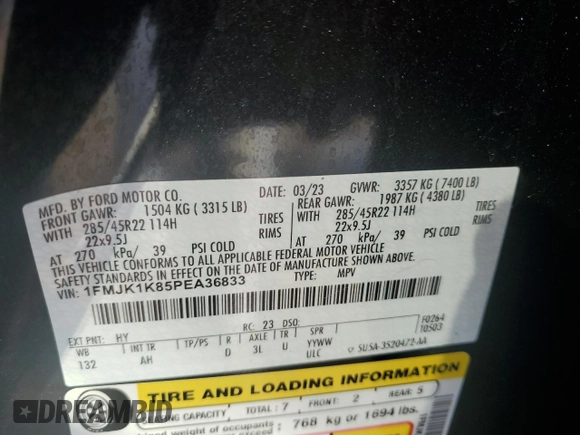 MFD. BY FORD MOTOR CO.
DATE: 03/23 GVWR: 3357 KG ( 7400 LB)
FRONT GAWR: 1504 KG ( 3315 LB) REAR GAWR: 1987 KG ( 4380 LB)
WITH 285/45R22 114H TIRES WITH 285/45R22 114H TIRES
22x9.5J RIMS 22x9.5J RIMS
AT 270 kPa/ 39 PSI COLD AT 270 kPa/ 39 PSI COLD
THIS VEHICLE CONFORMS TO ALL APPLICABLE FEDERAL MOTOR VEHICLE
SAFETY STANDARDS IN EFFECT ON THE DATE OF MANUFACTURE SHOWN ABOVE.
VIN: 1FMJK1K85PEA36833 TYPE: MPV
EXT PNT: HY RC: 23 DSO: F0264
WB INT TR TP/PS R AXLE TR SPR 10503
132 AH D 3L U YYWW
ULC 5USA-3520472-AA
TIRE AND LOADING INFORMATION
SEATING CAPACITY TOTAL: 7 FRONT: 2 REAR: 5
weight of occupants 768 kg or 1694 lbs.
DREAMBID